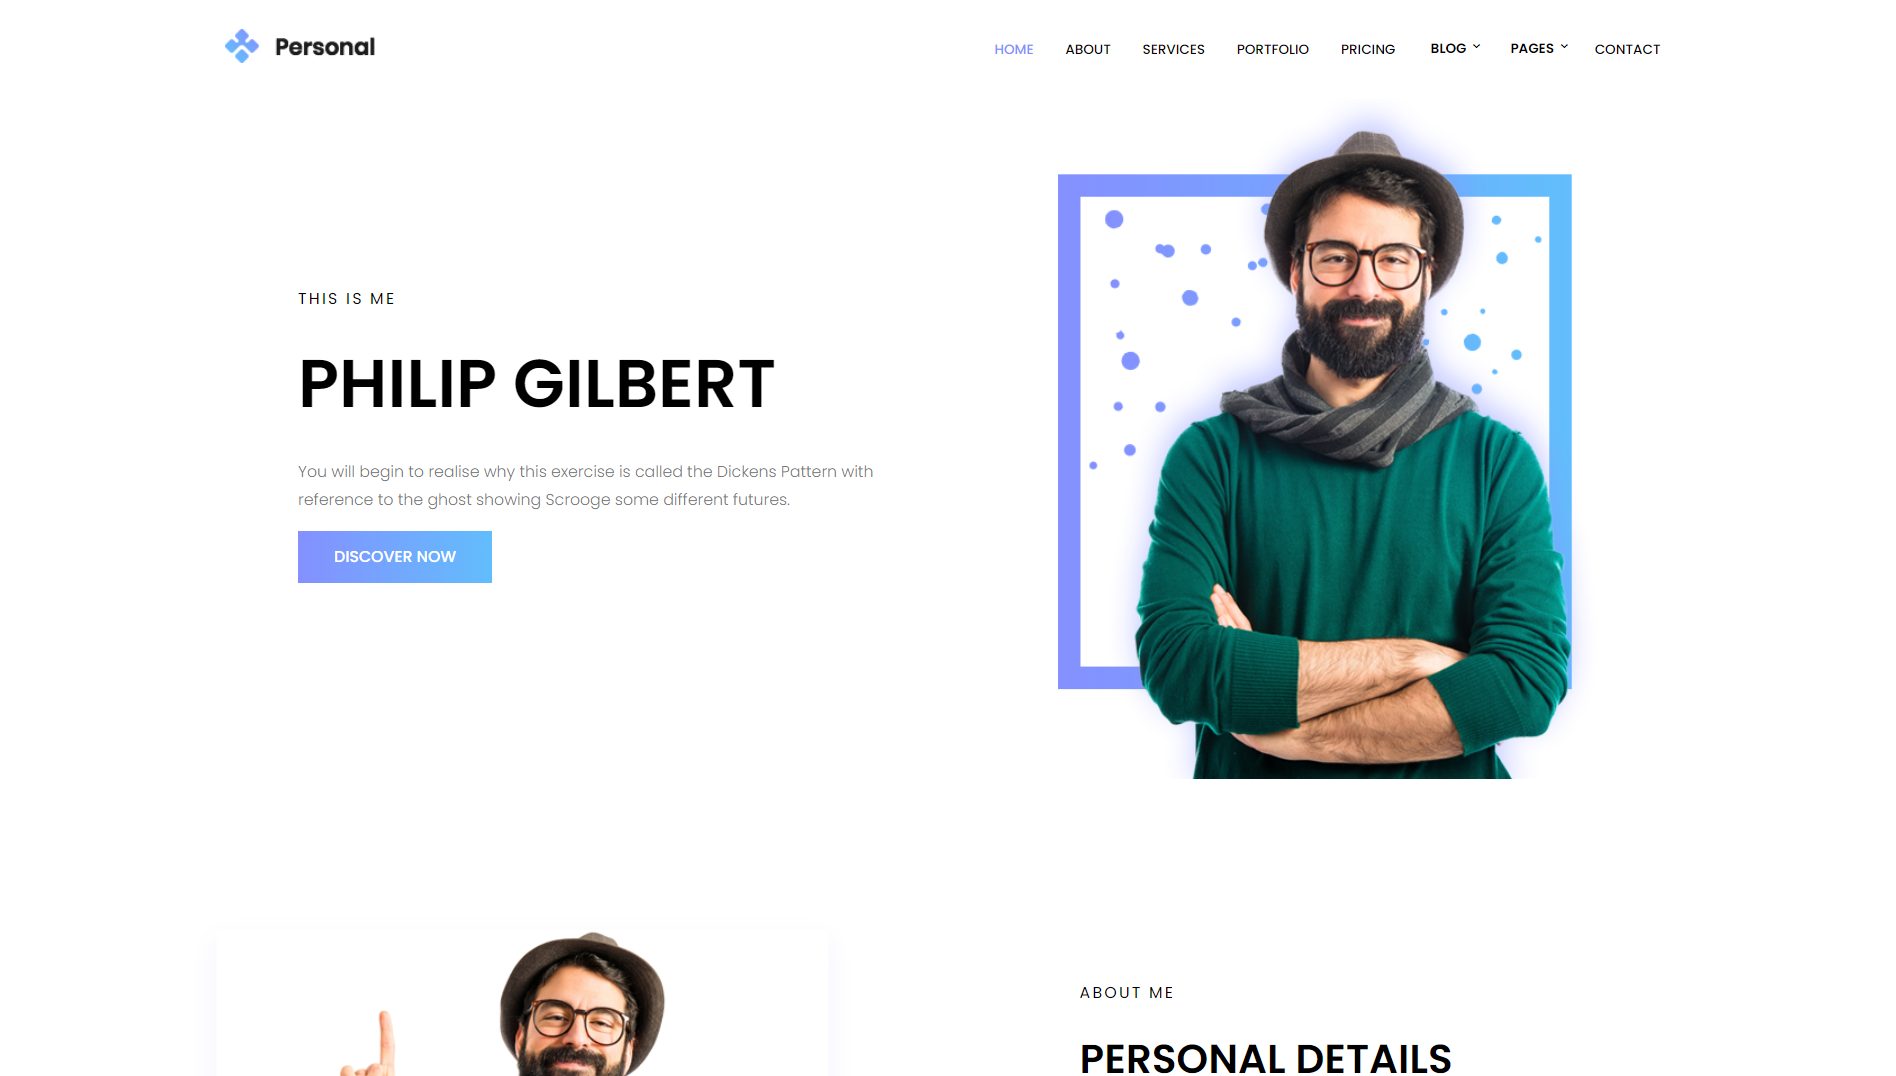 Personal
HOME ABOUT SERVICES PORTFOLIO PRICING BLOG PAGES CONTACT
THIS IS ME
PHILIP GILBERT
You will begin to realise why this exercise is called the Dickens Pattern with
reference to the ghost showing Scrooge some different futures.
DISCOVER NOW
ABOUT ME
PERSONAL DETAILS